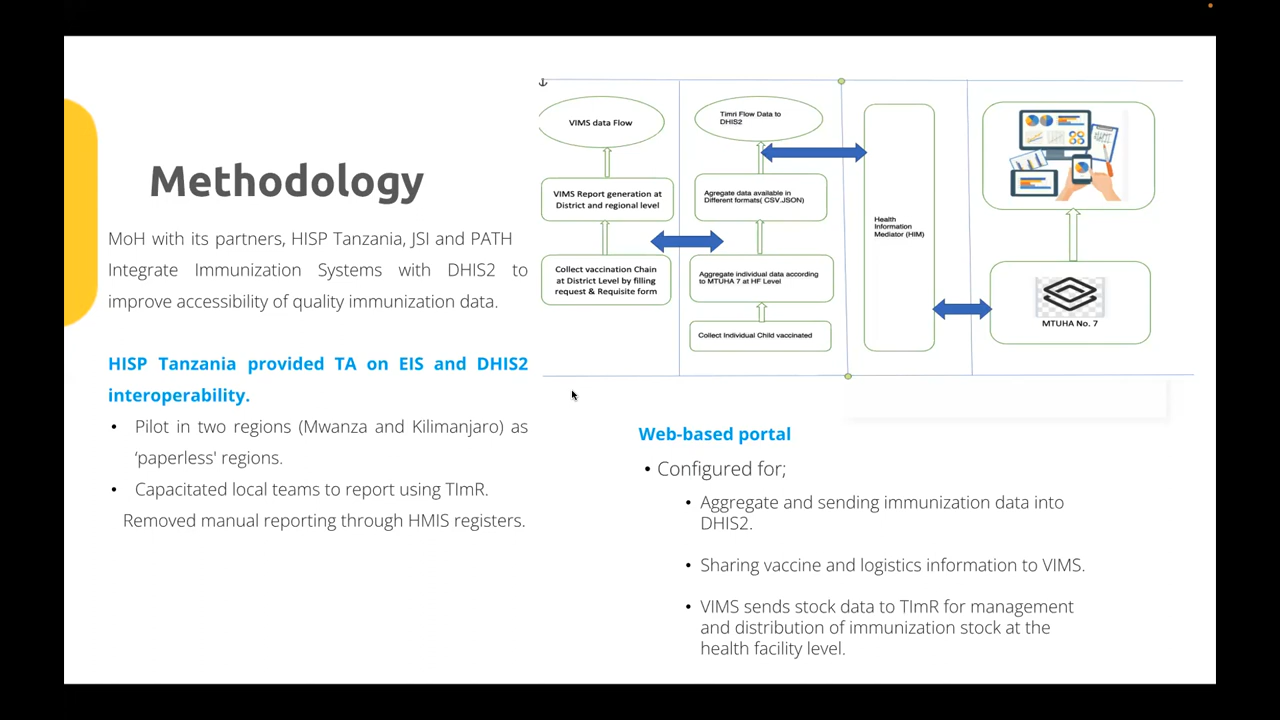 Methodology
MoH with its partners, HISP Tanzania, JSI and PATH
Integrate Immunization Systems with DHIS2 to
improve accessibility of quality immunization data.
HISP Tanzania provided TA on EIS and DHIS2
interoperability.
• Pilot in two regions (Mwanza and Kilimanjaro) as
‘paperless' regions.
• Capacitated local teams to report using TImR.
Removed manual reporting through HMIS registers.
VIMS data Flow
VIMS Report generation at
District and regional level
Collect vaccination Chain
at District Level by filling
request & Requisite form
Timri Flow Data to
DHIS2
Agregate data available in
Different formats( CSV.JSON)
Aggregate individual data according
to MTUHA 7 at HF Level
Collect Individual Child vaccinated
Health
Information
Mediator (HIM)
MTUHA No. 7
Web-based portal
• Configured for;
• Aggregate and sending immunization data into
DHIS2.
• Sharing vaccine and logistics information to VIMS.
• VIMS sends stock data to TImR for management
and distribution of immunization stock at the
health facility level.